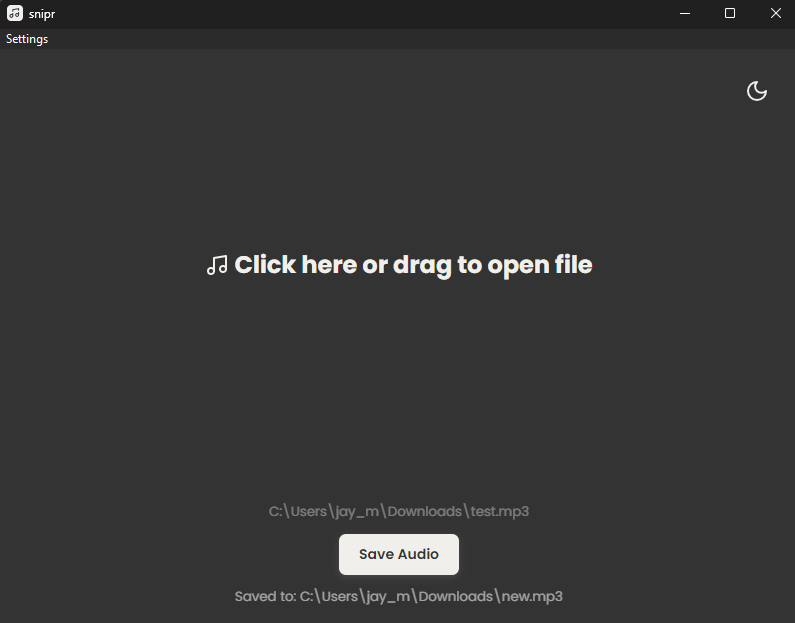 snipr
Settings
Click here or drag to open file
C:\Users\jay_m\Downloads\test.mp3
Save Audio
Saved to: C:\Users\jay_m\Downloads\new.mp3